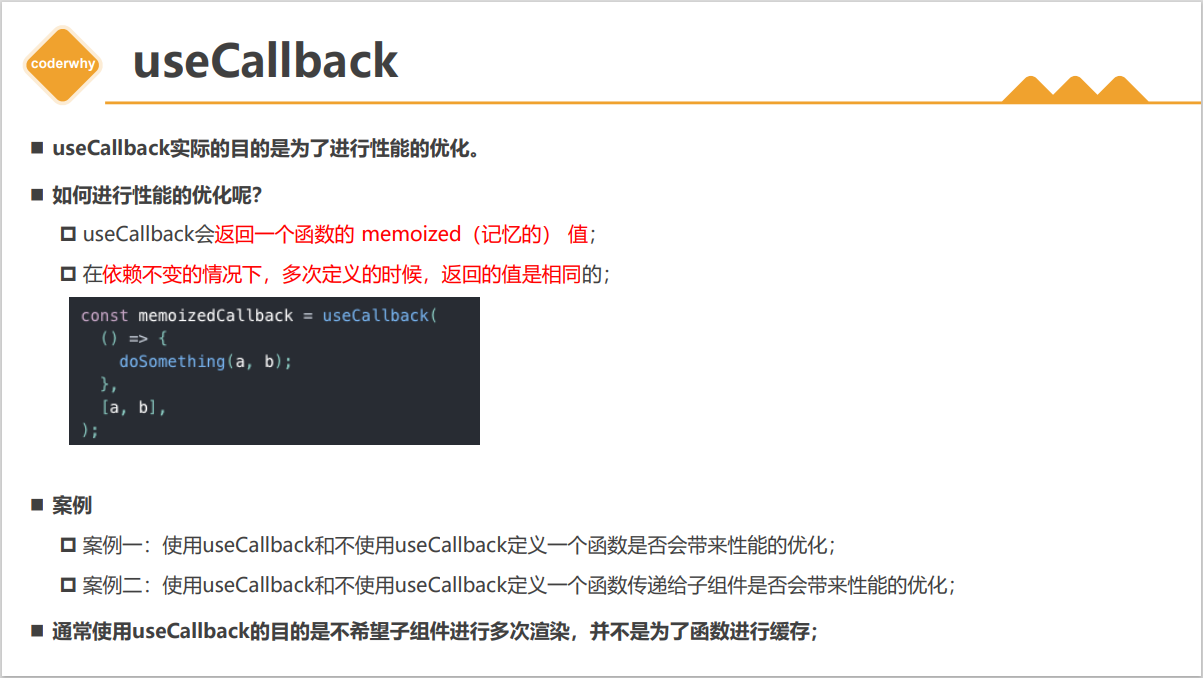 coderwhy
useCallback
useCallback实际的目的是为了进行性能的优化。
如何进行性能的优化呢?
useCallback会返回一个函数的 memoized（记忆的） 值；
在依赖不变的情况下，多次定义的时候，返回的值是相同的；
const memoizedCallback = useCallback(
  () => {
    doSomething(a, b);
  },
  [a, b],
);
案例
案例一：使用useCallback和不使用useCallback定义一个函数是否会带来性能的优化；
案例二：使用useCallback和不使用useCallback定义一个函数传递给子组件是否会带来性能的优化；
通常使用useCallback的目的是不希望子组件进行多次渲染，并不是为了函数进行缓存；